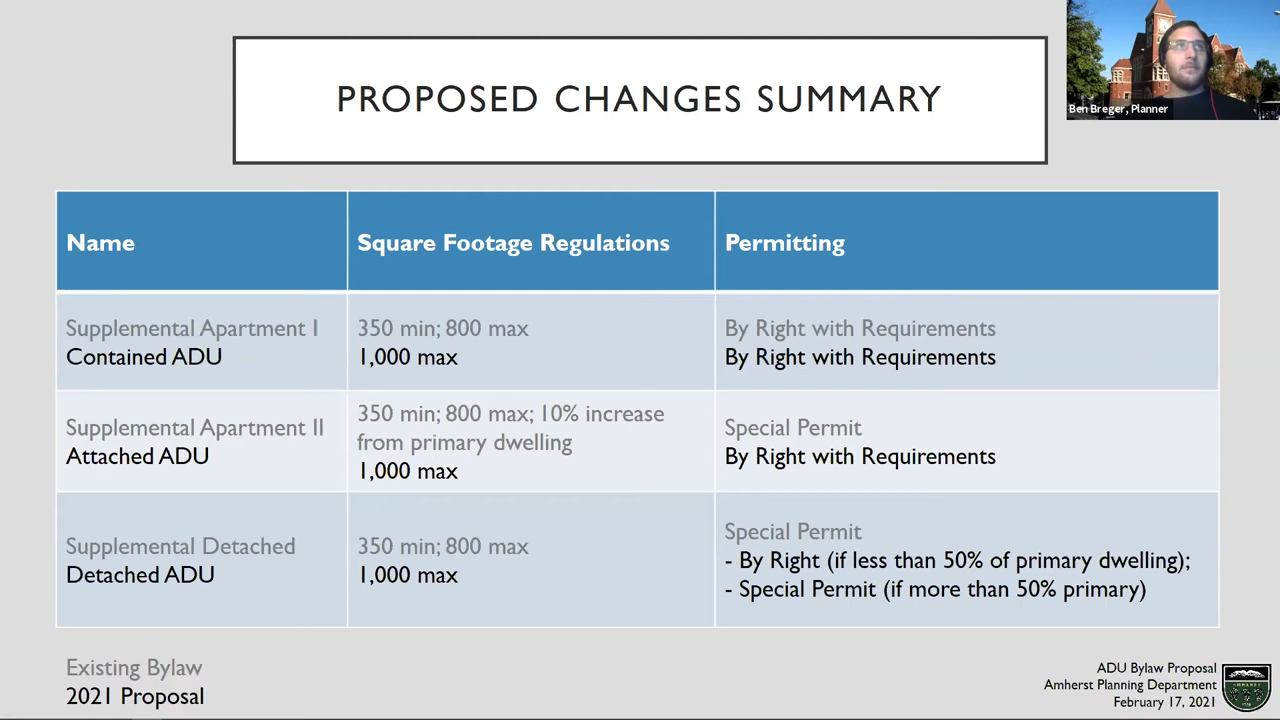 Ben Breger, Planner
PROPOSED CHANGES SUMMARY
Name
Square Footage Regulations
Permitting
Supplemental Apartment I
Contained ADU
350 min; 800 max
1,000 max
By Right with Requirements
By Right with Requirements
Supplemental Apartment II
Attached ADU
350 min; 800 max; 10% increase
from primary dwelling
1,000 max
Special Permit
By Right with Requirements
Supplemental Detached
Detached ADU
350 min; 800 max
1,000 max
Special Permit
- By Right (if less than 50% of primary dwelling);
- Special Permit (if more than 50% primary)
Existing Bylaw
2021 Proposal
ADU Bylaw Proposal
Amherst Planning Department
February 17, 2021